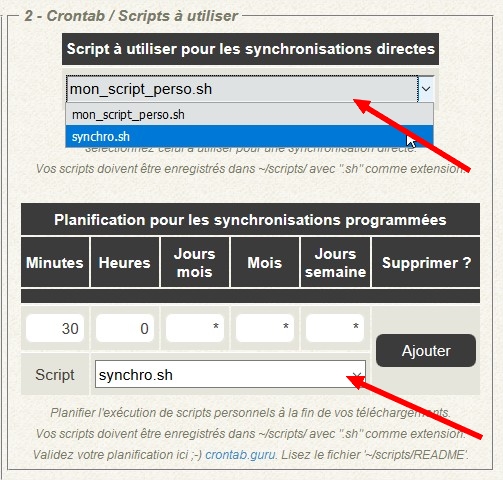 2 - Crontab / Scripts à utiliser
Script à utiliser pour les synchronisations directes
mon_script_perso.sh
mon_script_perso.sh
synchro.sh
sélectionnez celui à utiliser pour une synchronisation directe.
Vos scripts doivent être enregistrés dans ~/scripts/ avec ".sh" comme extension.
Planification pour les synchronisations programmées
Minutes Heures Jours mois Mois Jours semaine Supprimer ?
30 0 * * * Ajouter
Script synchro.sh
Planifier l'exécution de scripts personnels à la fin de vos téléchargements.
Vos scripts doivent être enregistrés dans ~/scripts/ avec ".sh" comme extension.
Validez votre planification ici ;-) crontab.guru. Lisez le fichier '~/scripts/README'.